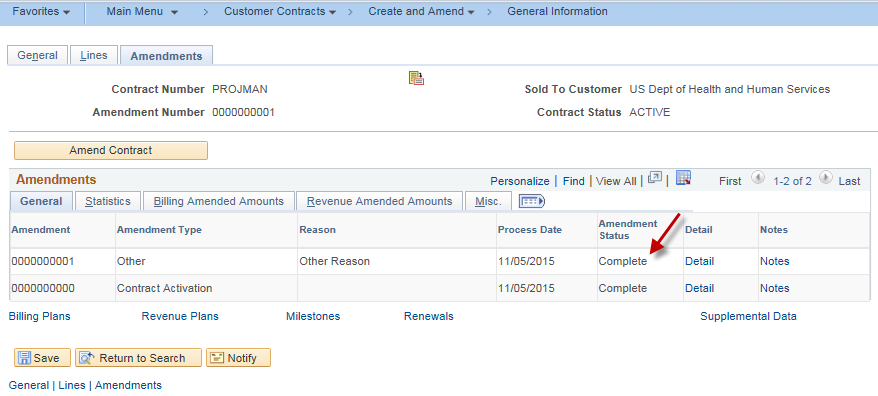 Favorites Main Menu > Customer Contracts > Create and Amend > General Information
General Lines Amendments
Contract Number PROJMAN Sold To Customer US Dept of Health and Human Services
Amendment Number 0000000001 Contract Status ACTIVE
Amend Contract
Amendments Personalize | Find | View All | | First 1-2 of 2 Last
General Statistics Billing Amended Amounts Revenue Amended Amounts Misc.
Amendment Amendment Type Reason Process Date Amendment Status Detail Notes
0000000001 Other Other Reason 11/05/2015 Complete Detail Notes
0000000000 Contract Activation 11/05/2015 Complete Detail Notes
Billing Plans Revenue Plans Milestones Renewals Supplemental Data
Save Return to Search Notify
General | Lines | Amendments